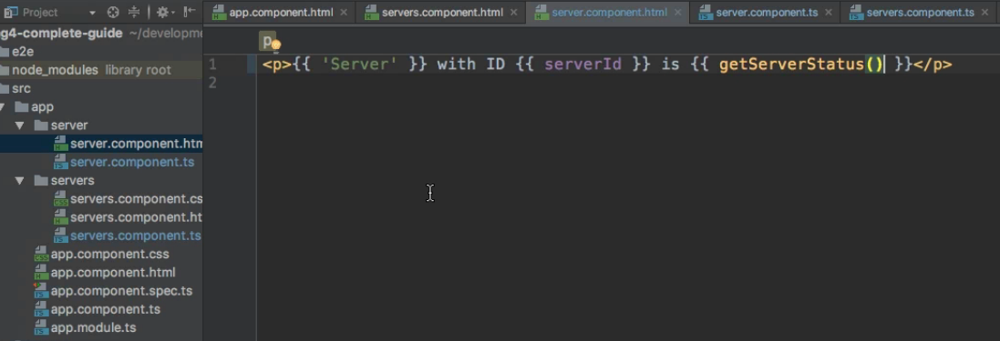 Project
app.component.html
servers.component.html
server.component.html
server.component.ts
servers.component.ts
g4-complete-guide ~/developme
e2e
node_modules library root
src
app
server
server.component.htm
server.component.ts
servers
servers.component.cs
servers.component.ht
servers.component.ts
app.component.css
app.component.html
app.component.spec.ts
app.component.ts
app.module.ts
p
1 <p>{{ 'Server' }} with ID {{ serverId }} is {{ getServerStatus() }}</p>
2